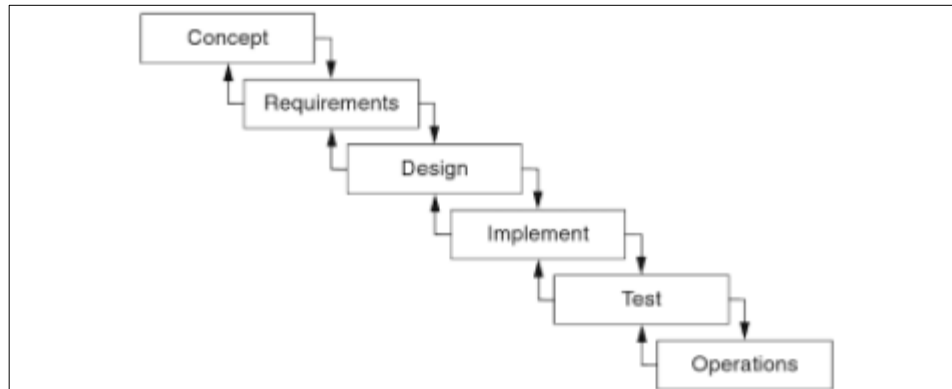 Concept
Requirements
Design
Implement
Test
Operations